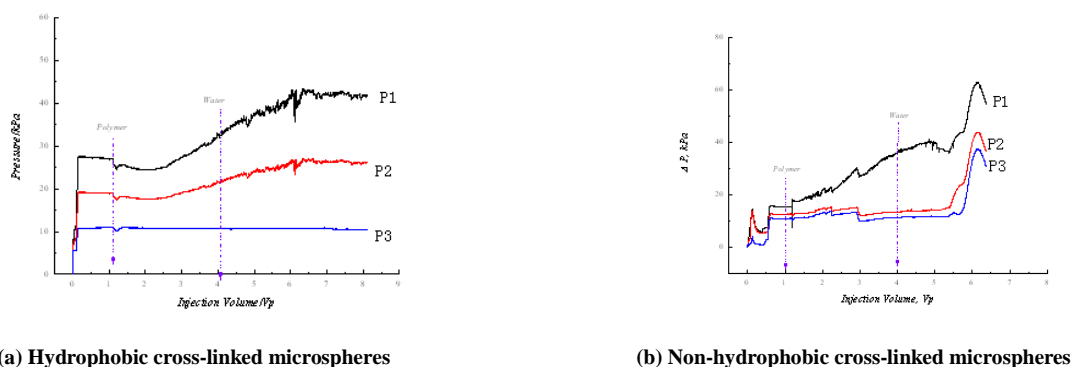 60
50
40
30
20
10
0
Pressure/kPa
Polymer
Water
P1
P2
P3
0 1 2 3 4 5 6 7 8 9
Injection Volume/Vp
(a) Hydrophobic cross-linked microspheres
80
60
40
20
0
Δ P, kPa
Polymer
Water
P1
P2
P3
0 1 2 3 4 5 6 7 8
Injection Volume, Vp
(b) Non-hydrophobic cross-linked microspheres